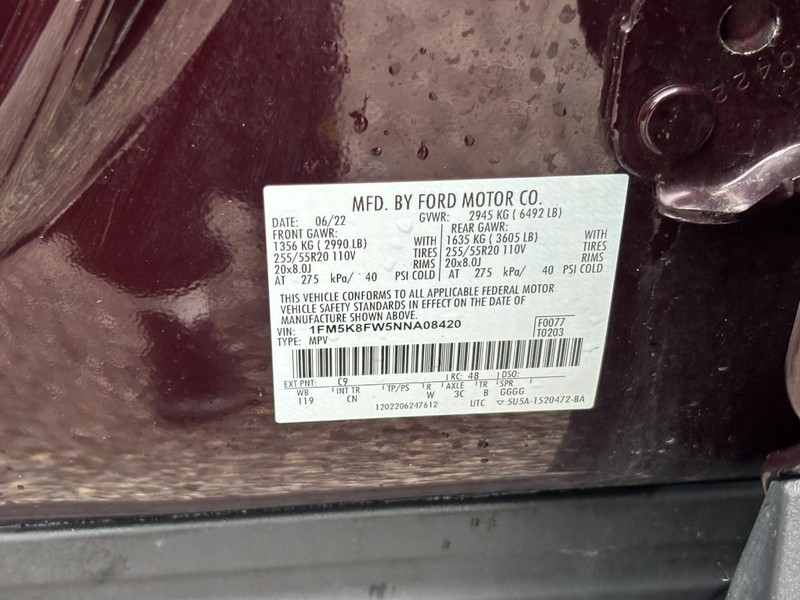 MFD. BY FORD MOTOR CO.
DATE: 06/22 GVWR: 2945 KG ( 6492 LB)
FRONT GAWR: REAR GAWR:
1356 KG ( 2990 LB) WITH 1635 KG ( 3605 LB) WITH
255/55R20 110V TIRES 255/55R20 110V TIRES
20x8.0J RIMS 20x8.0J RIMS
AT 275 kPa/ 40 PSI COLD AT 275 kPa/ 40 PSI COLD
THIS VEHICLE CONFORMS TO ALL APPLICABLE FEDERAL MOTOR
VEHICLE SAFETY STANDARDS IN EFFECT ON THE DATE OF
MANUFACTURE SHOWN ABOVE.
VIN: 1FM5K8FW5NNA08420 F0077
TYPE: MPV T0203
EXT PNT: C9 RC: 48 DSO:
WB INT TR TP/PS R AXLE TR SPR
119 CN W 3C B GGGG
1202206247612 UTC ▽ 5U5A-1520472-BA
0422